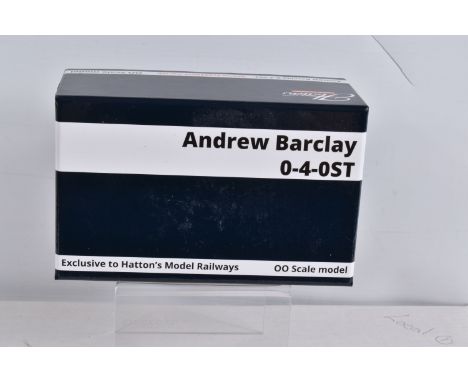 Andrew Barclay
0-4-0ST
Exclusive to Hatton's Model Railways
OO Scale model